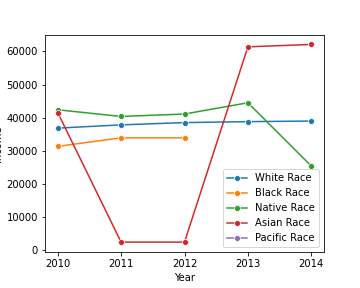 60000
50000
40000
30000
20000
10000
0
2010 2011 2012 2013 2014
Year
White Race
Black Race
Native Race
Asian Race
Pacific Race